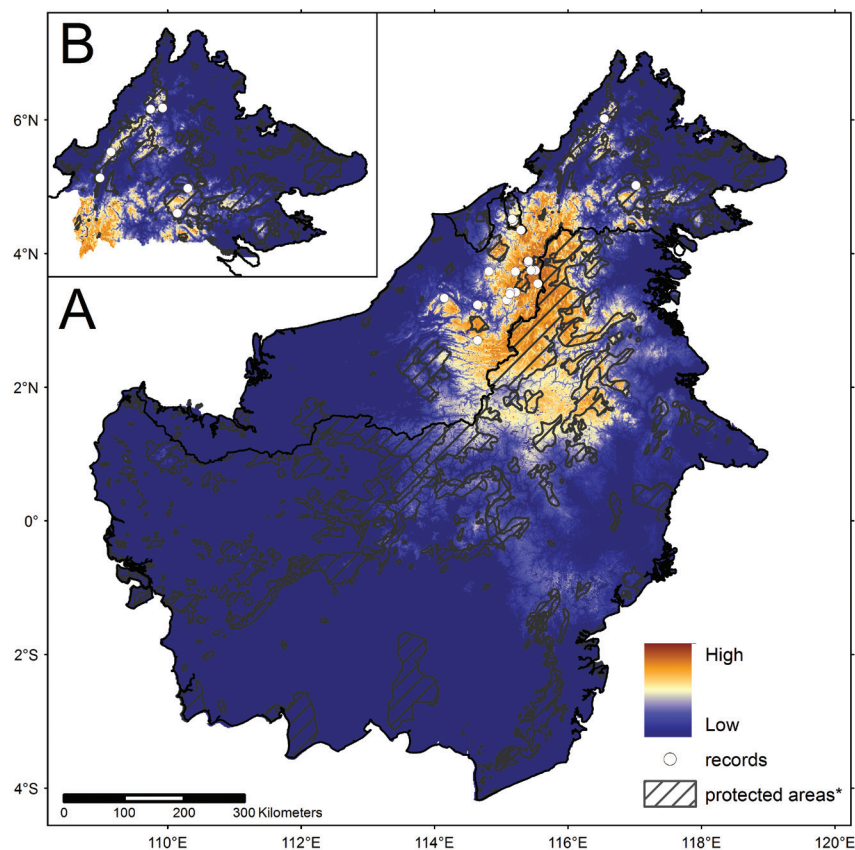 B
A
6°N
4°N
2°N
0°
2°S
4°S
High
Low
records
protected areas*
0 100 200 300 Kilometers
110°E 112°E 114°E 116°E 118°E 120°E